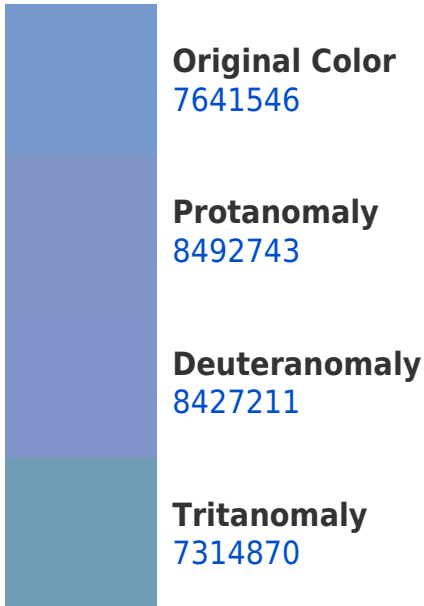 Original Color
7641546
Protanomaly
8492743
Deuteranomaly
8427211
Tritanomaly
7314870